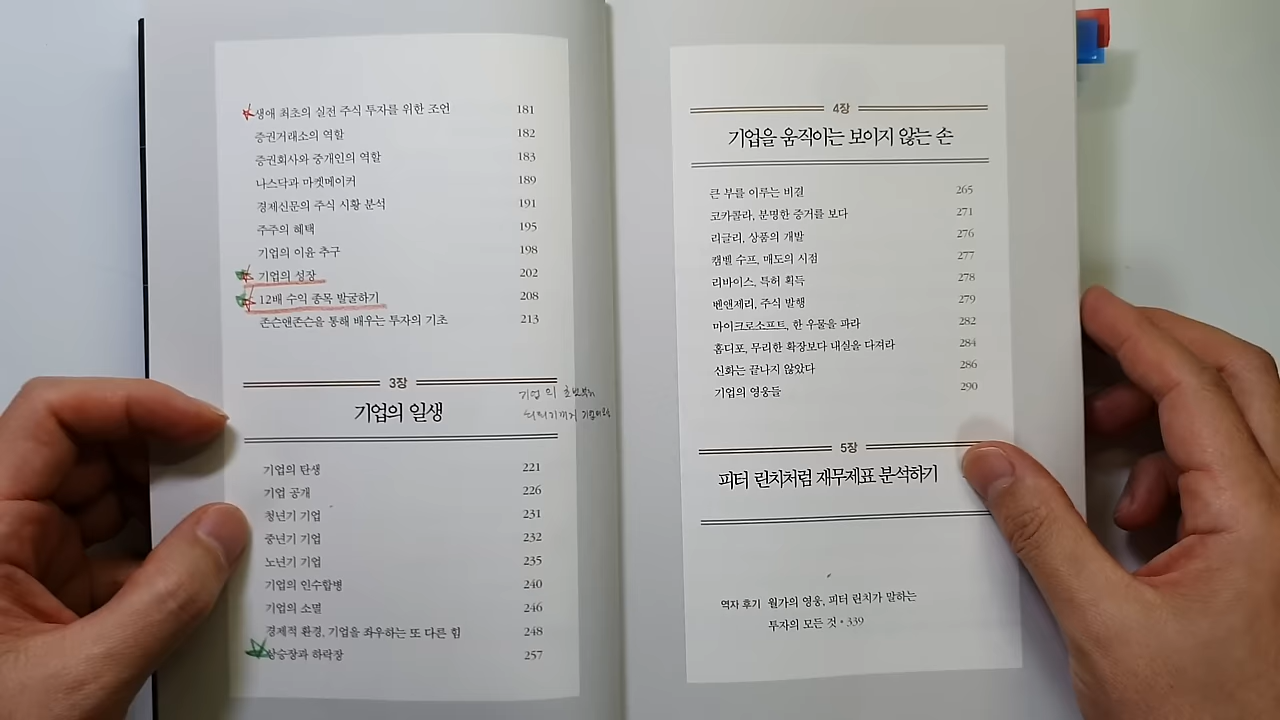 생애 최초의 실전 주식 투자를 위한 조언 181
증권거래소의 역할 182
증권회사와 중개인의 역할 183
나스닥과 마켓메이커 189
경제신문의 주식 시황 분석 191
주주의 혜택 195
기업의 이윤 추구 198
기업의 성장 202
12배 수익 종목 발굴하기 208
존슨앤존슨을 통해 배우는 투자의 기초 213
3장
기업의 일생
기업의
기업의 탄생 221
기업 공개 226
청년기 기업 231
중년기 기업 232
노년기 기업 235
기업의 인수합병 240
기업의 소멸 246
경제적 환경, 기업을 좌우하는 또 다른 힘 248
상승장과 하락장 257
4장
기업을 움직이는 보이지 않는 손
큰 부를 이루는 비결 265
코카콜라, 분명한 증거를 보다 271
리글리, 상품의 개발 276
캠벨 수프, 매도의 시점 277
리바이스, 특허 획득 278
벤앤제리, 주식 발행 279
마이크로소프트, 한 우물을 파라 282
홈디포, 무리한 확장보다 내실을 다져라 284
신화는 끝나지 않았다 286
기업의 영웅들 290
5장
피터 린치처럼 재무제표 분석하기
역자 후기 월가의 영웅, 피터 린치가 말하는
투자의 모든 것 • 339